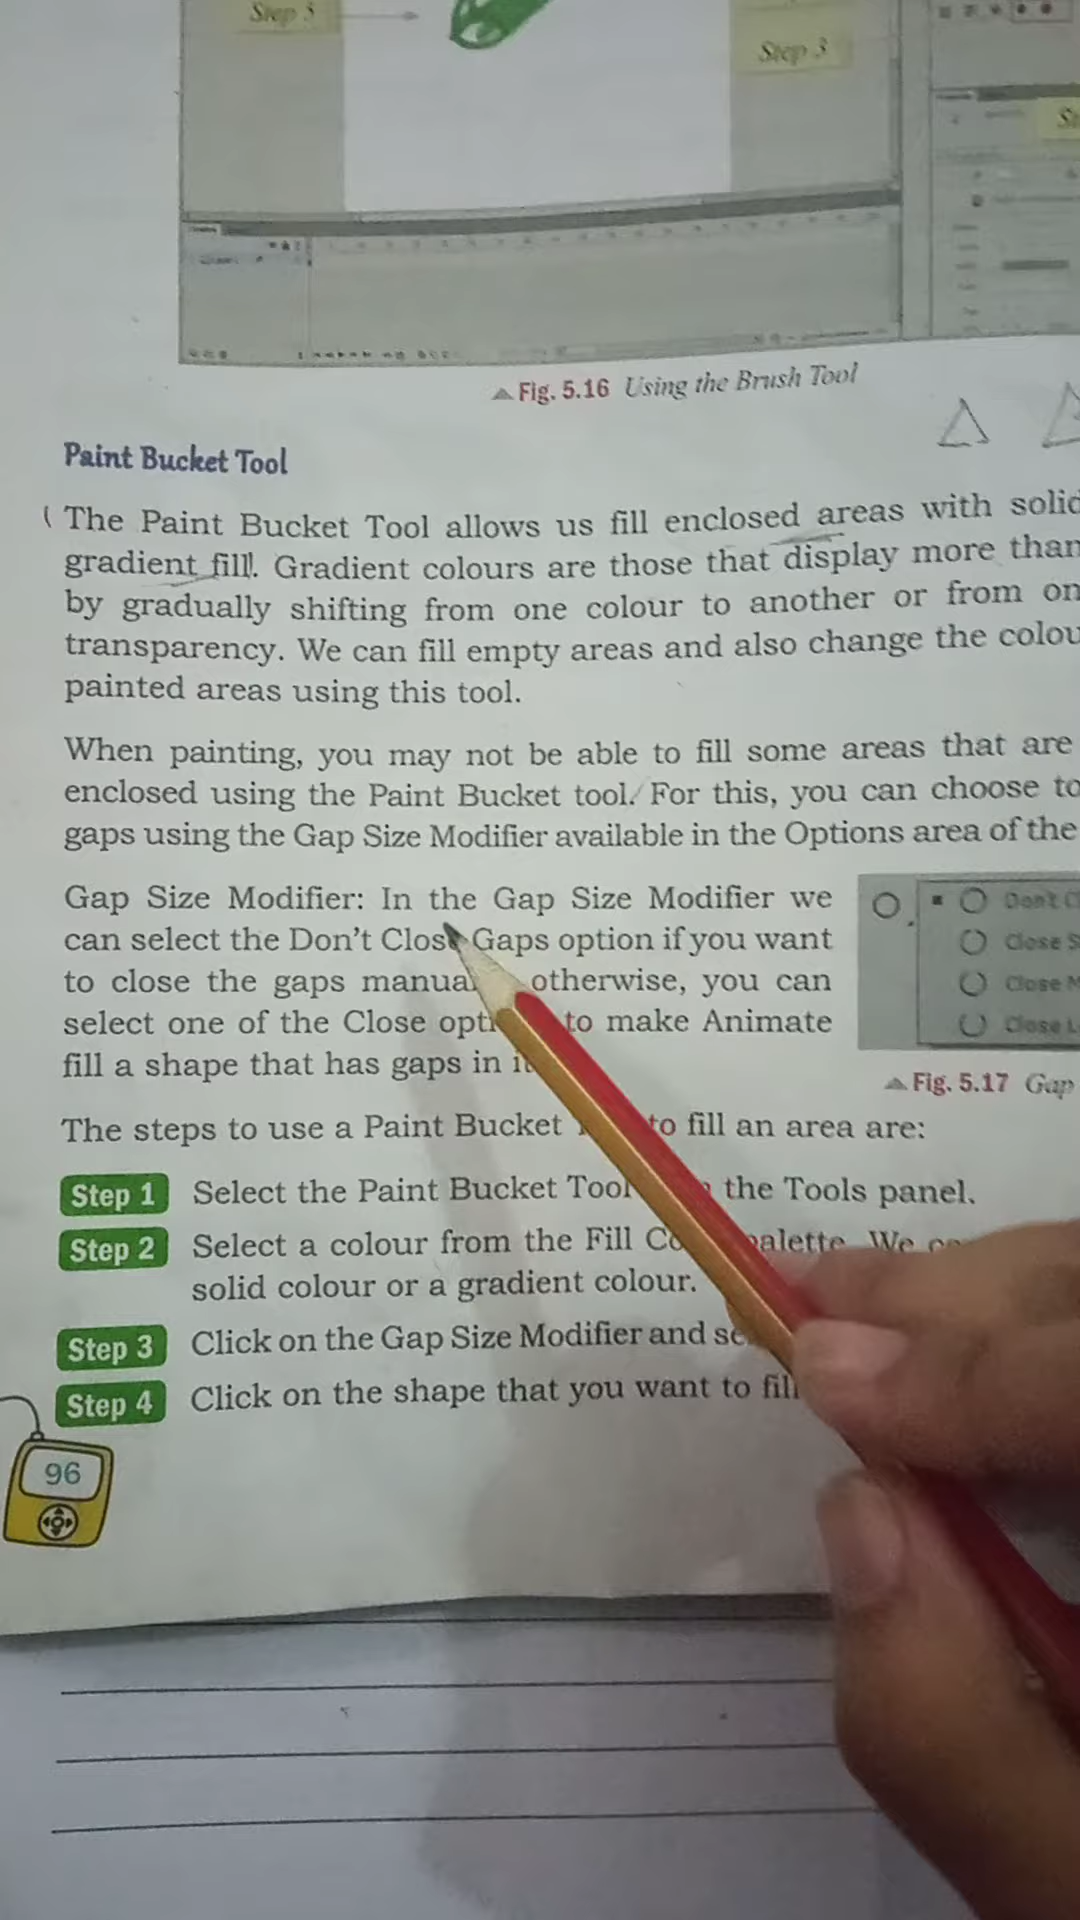 Step 3
Step 3
▲ Fig. 5.16 Using the Brush Tool
Paint Bucket Tool
The Paint Bucket Tool allows us fill enclosed areas with solid
gradient fill. Gradient colours are those that display more than
by gradually shifting from one colour to another or from
transparency. We can fill empty areas and also change the
painted areas using this tool.
When painting, you may not be able to fill some areas that are
enclosed using the Paint Bucket tool. For this, you can choose to
gaps using the Gap Size Modifier available in the Options area of the
Gap Size Modifier: In the Gap Size Modifier we
can select the Don't Close Gaps option if you want
to close the gaps otherwise, you can
select one of the Close to make Animate
fill a shape that has gaps in
Don't
Close
Close
Close
▲ Fig. 5.17 Gap
The steps to use a Paint Bucket to fill an area are:
Step 1 Select the Paint Bucket Tool the Tools panel.
Step 2 Select a colour from the Fill We
solid colour or a gradient colour.
Step 3 Click on the Gap Size Modifier and
Step 4 Click on the shape that you want to fill
96